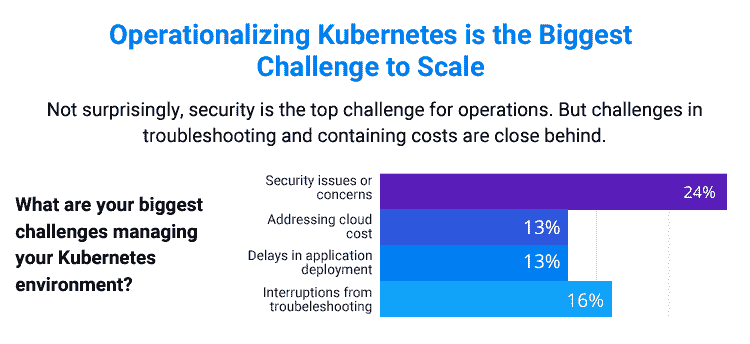 Operationalizing Kubernetes is the Biggest
Challenge to Scale
Not surprisingly, security is the top challenge for operations. But challenges in
troubleshooting and containing costs are close behind.
What are your biggest
challenges managing
your Kubernetes
environment?
Security issues or
concerns
24%
Addressing cloud
cost
13%
Delays in application
deployment
13%
Interruptions from
troubeleshooting
16%